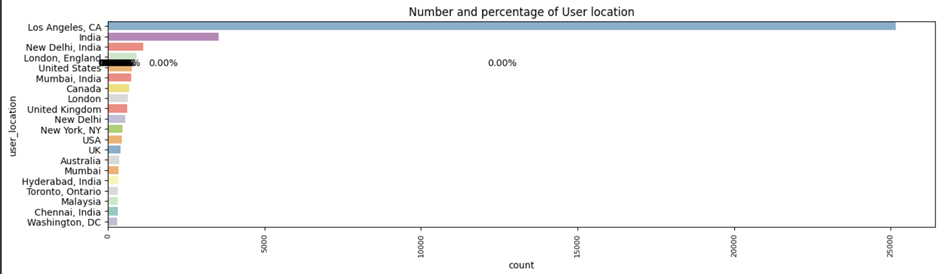 Number and percentage of User location
Los Angeles, CA
India
New Delhi, India
London, England
% 0.00% 0.00%
United States
Mumbai, India
Canada
London
United Kingdom
New Delhi
New York, NY
USA
UK
Australia
Mumbai
Hyderabad, India
Toronto, Ontario
Malaysia
Chennai, India
Washington, DC
user_location
0 5000 10000 15000 20000 25000
count